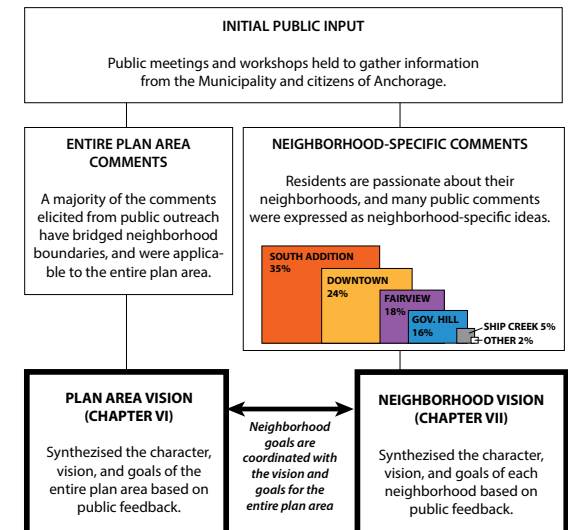 INITIAL PUBLIC INPUT
Public meetings and workshops held to gather information
from the Municipality and citizens of Anchorage.
ENTIRE PLAN AREA
COMMENTS
A majority of the comments
elicited from public outreach
have bridged neighborhood
boundaries, and were applica-
ble to the entire plan area.
NEIGHBORHOOD-SPECIFIC COMMENTS
Residents are passionate about their
neighborhoods, and many public comments
were expressed as neighborhood-specific ideas.
SOUTH ADDITION
35%
DOWNTOWN
24%
FAIRVIEW
18%
GOV. HILL
16%
SHIP CREEK 5%
OTHER 2%
PLAN AREA VISION
(CHAPTER VI)
Synthezised the character,
vision, and goals of the
entire plan area based on
public feedback.
Neighborhood
goals are
coordinated with
the vision and
goals for the
entire plan area
NEIGHBORHOOD VISION
(CHAPTER VII)
Synthezised the character,
vision, and goals of each
neighborhood based on
public feedback.